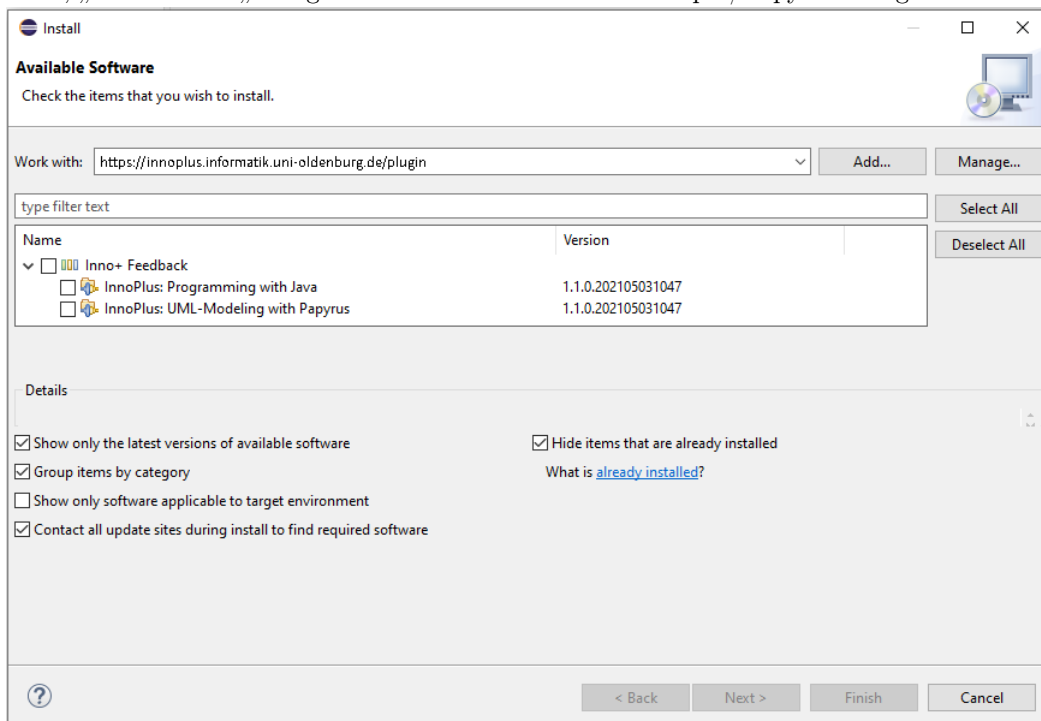 Install
Available Software
Check the items that you wish to install.
Work with: https://innoplus.informatik.uni-oldenburg.de/plugin Add... Manage...
type filter text Select All
Name Version Deselect All
Inno+ Feedback
InnoPlus: Programming with Java 1.1.0.202105031047
InnoPlus: UML-Modeling with Papyrus 1.1.0.202105031047
Details
Show only the latest versions of available software Hide items that are already installed
Group items by category What is already installed?
Show only software applicable to target environment
Contact all update sites during install to find required software
< Back Next > Finish Cancel